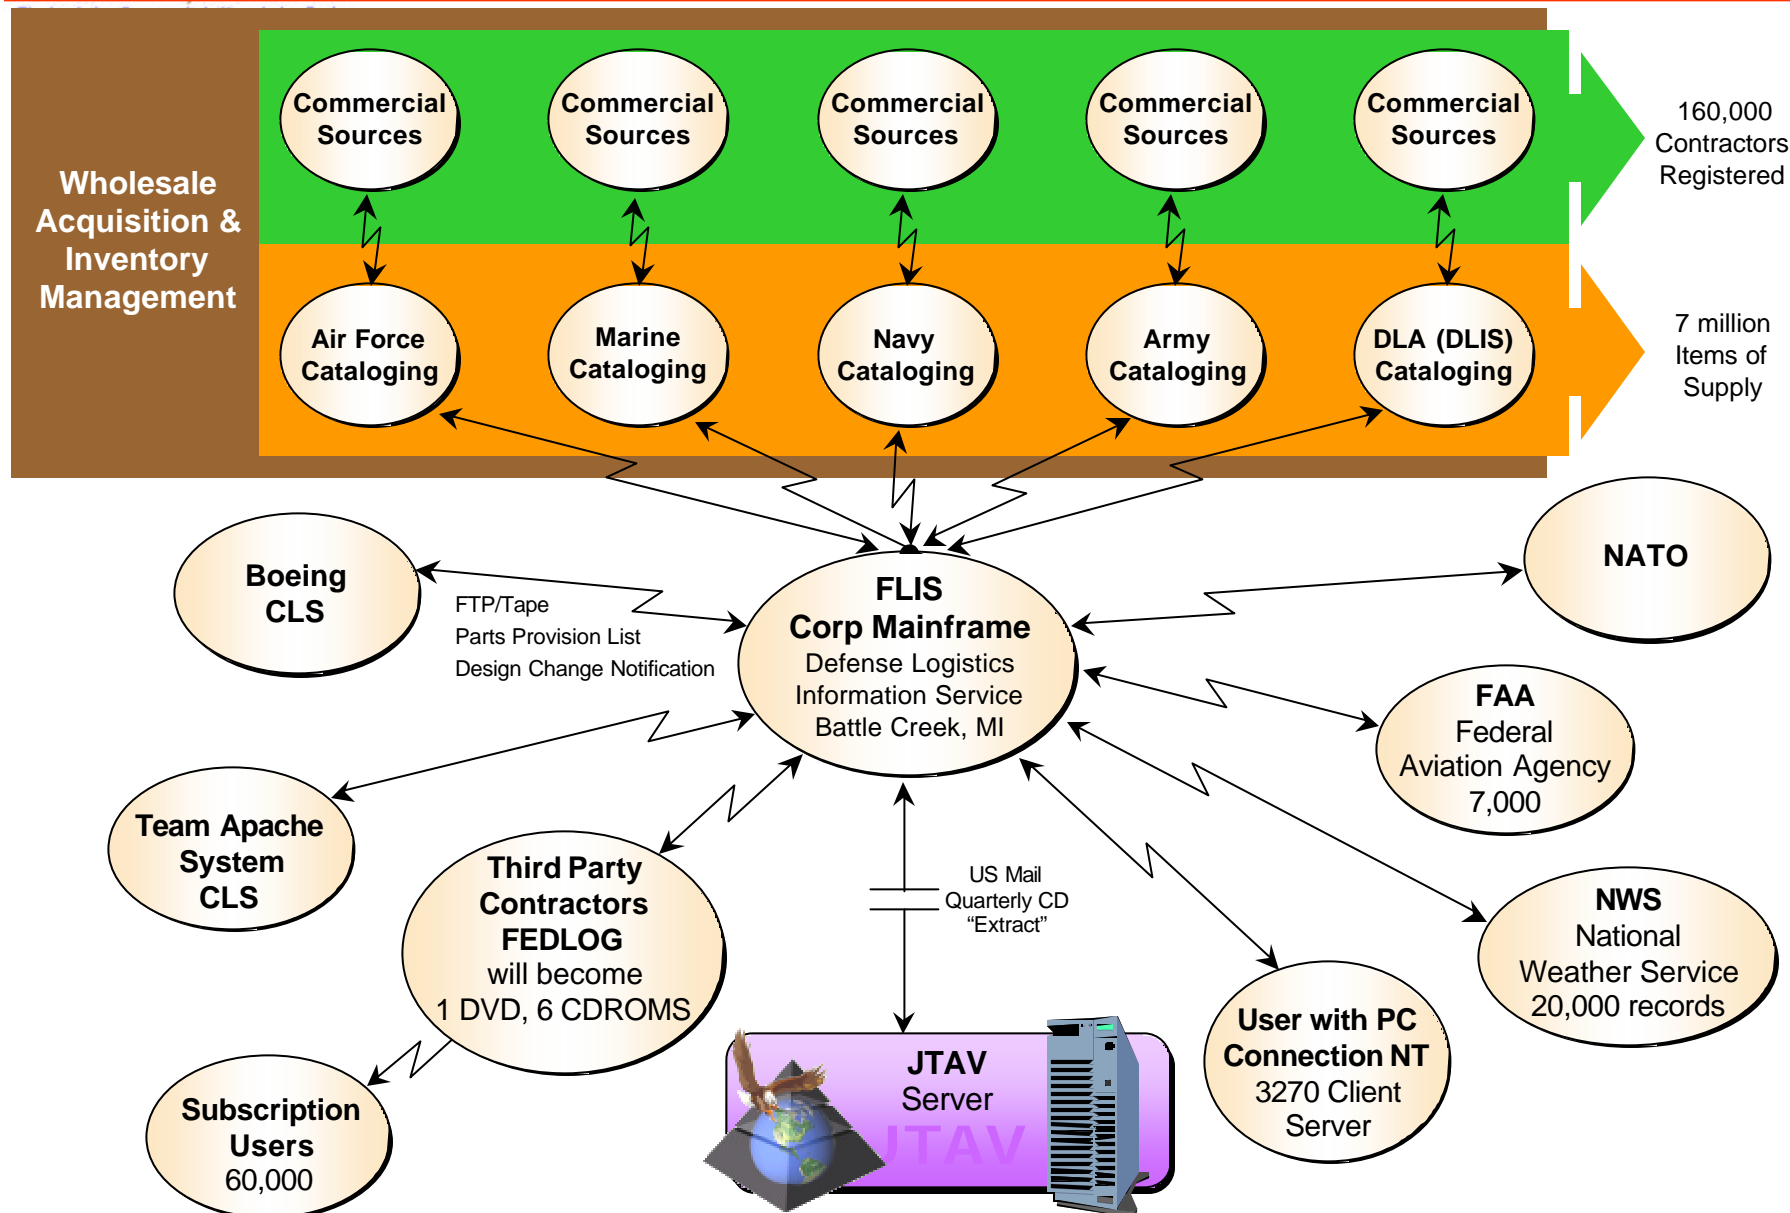 Commercial
Sources
Commercial
Sources
Commercial
Sources
Commercial
Sources
Commercial
Sources
160,000
Contractors
Registered
Wholesale
Acquisition &
Inventory
Management
Air Force
Cataloging
Marine
Cataloging
Navy
Cataloging
Army
Cataloging
DLA (DLIS)
Cataloging
7 million
Items of
Supply
Boeing
CLS
FTP/Tape
Parts Provision List
Design Change Notification
FLIS
Corp Mainframe
Defense Logistics
Information Service
Battle Creek, MI
NATO
FAA
Federal
Aviation Agency
7,000
Team Apache
System
CLS
Third Party
Contractors
FEDLOG
will become
1 DVD, 6 CDROMS
US Mail
Quarterly CD
“Extract”
NWS
National
Weather Service
20,000 records
User with PC
Connection NT
3270 Client
Server
Subscription
Users
60,000
JTAV
Server
JTAV